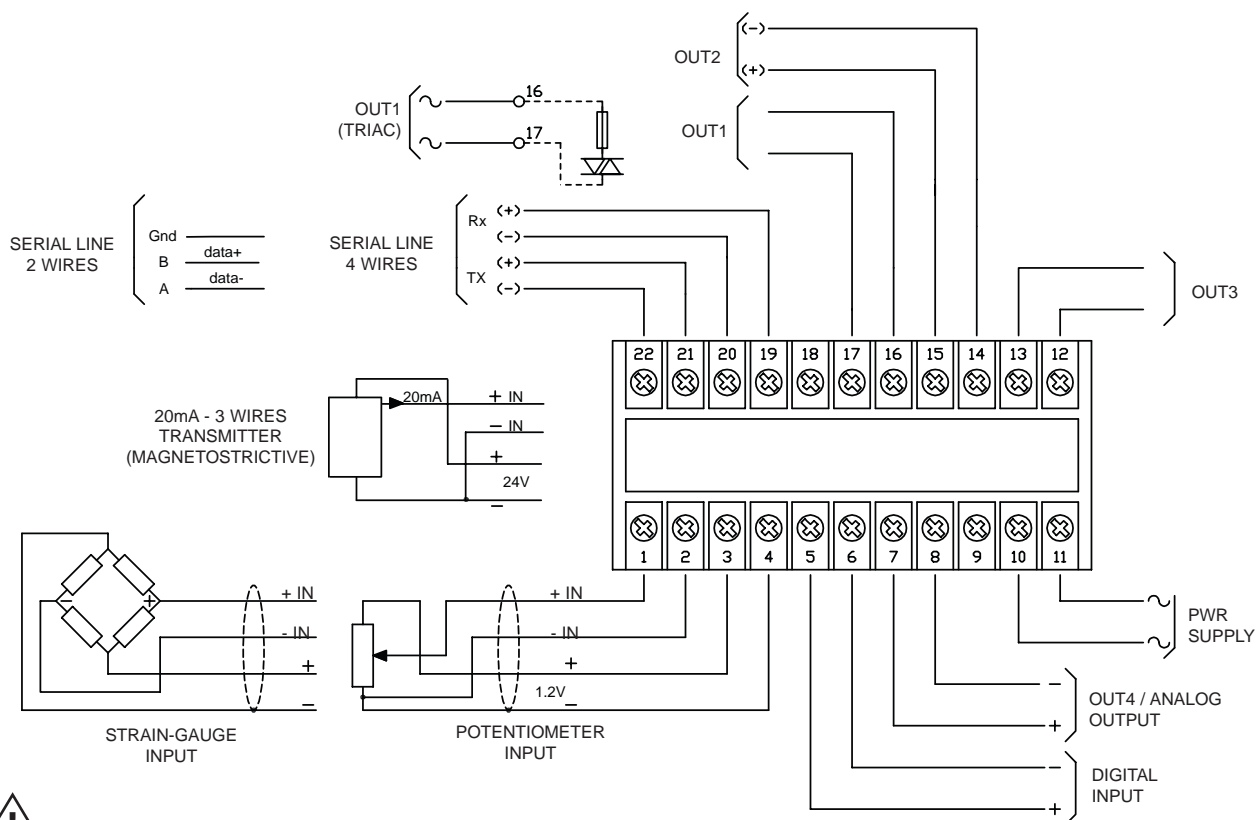 OUT2
(-)
(+)
OUT1
OUT1
(TRIAC)
16
17
SERIAL LINE
2 WIRES
Gnd
B data+
A data-
SERIAL LINE
4 WIRES
Rx (+)
(-)
TX (+)
(-)
OUT3
22 21 20 19 18 17 16 15 14 13 12
20mA - 3 WIRES
TRANSMITTER
(MAGNETOSTRICTIVE)
20mA
+ IN
- IN
+
24V
-
1 2 3 4 5 6 7 8 9 10 11
- +
+ IN
- IN
+
-
STRAIN-GAUGE
INPUT
+ IN
- IN
+
1.2V
-
POTENTIOMETER
INPUT
PWR
SUPPLY
-
+
OUT4 / ANALOG
OUTPUT
-
+
DIGITAL
INPUT